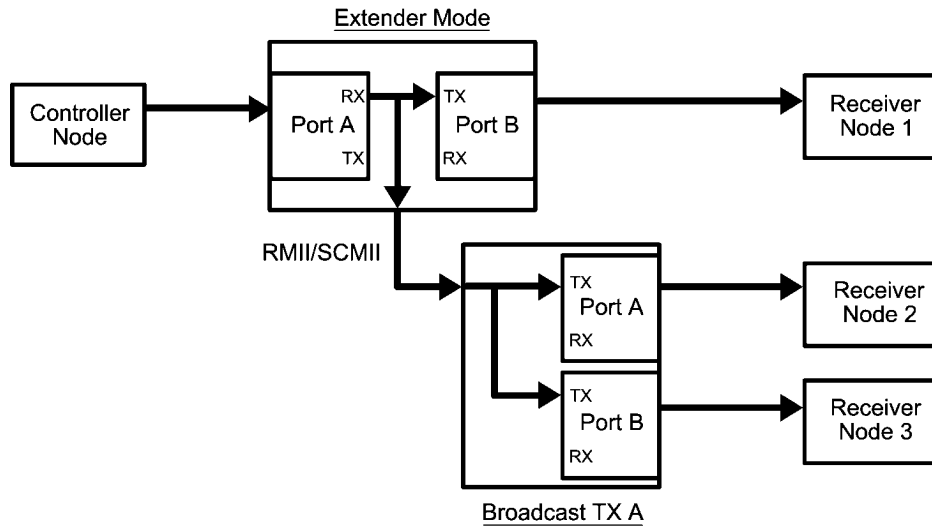 Extender Mode
Controller
Node
RX
Port A
TX
TX
Port B
RX
Receiver
Node 1
RMII/SCMII
TX
Port A
RX
Receiver
Node 2
TX
Port B
RX
Receiver
Node 3
Broadcast TX A